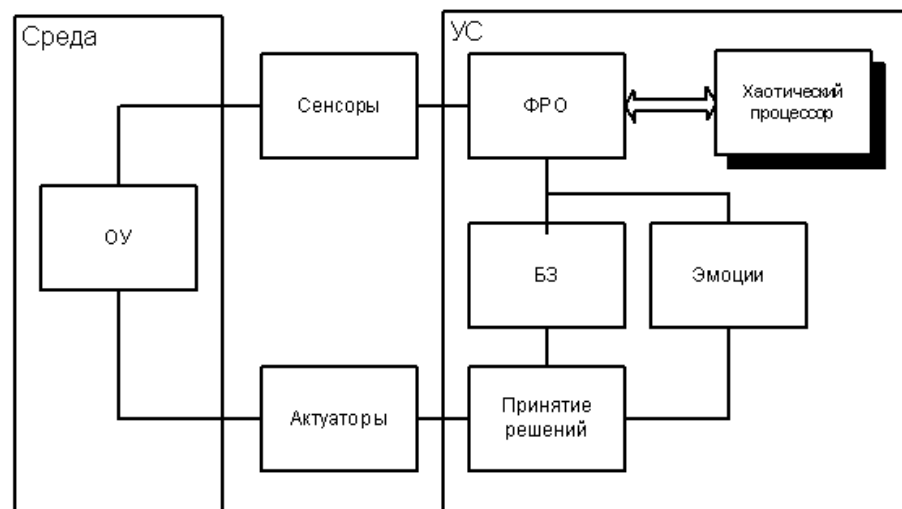 Среда
УС
Сенсоры
ФРО
Хаотический
процессор
ОУ
БЗ
Эмоции
Актуаторы
Принятие
решений